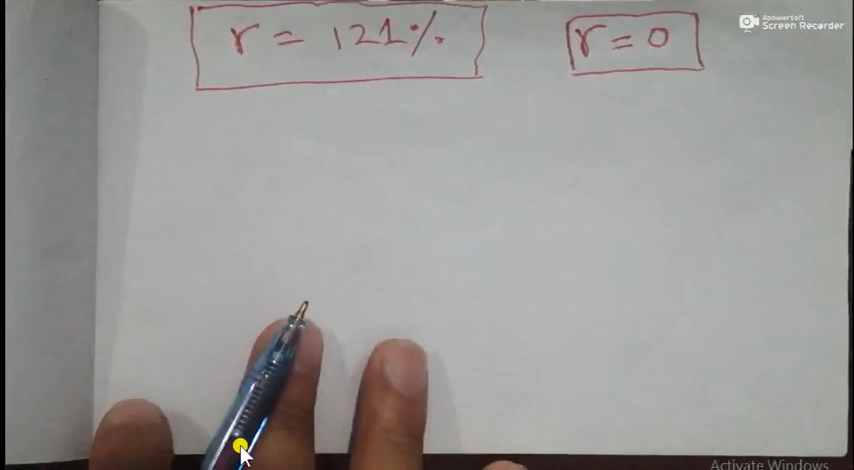 r = 121%
r = 0
Apowersoft
Screen Recorder
Activate Windows